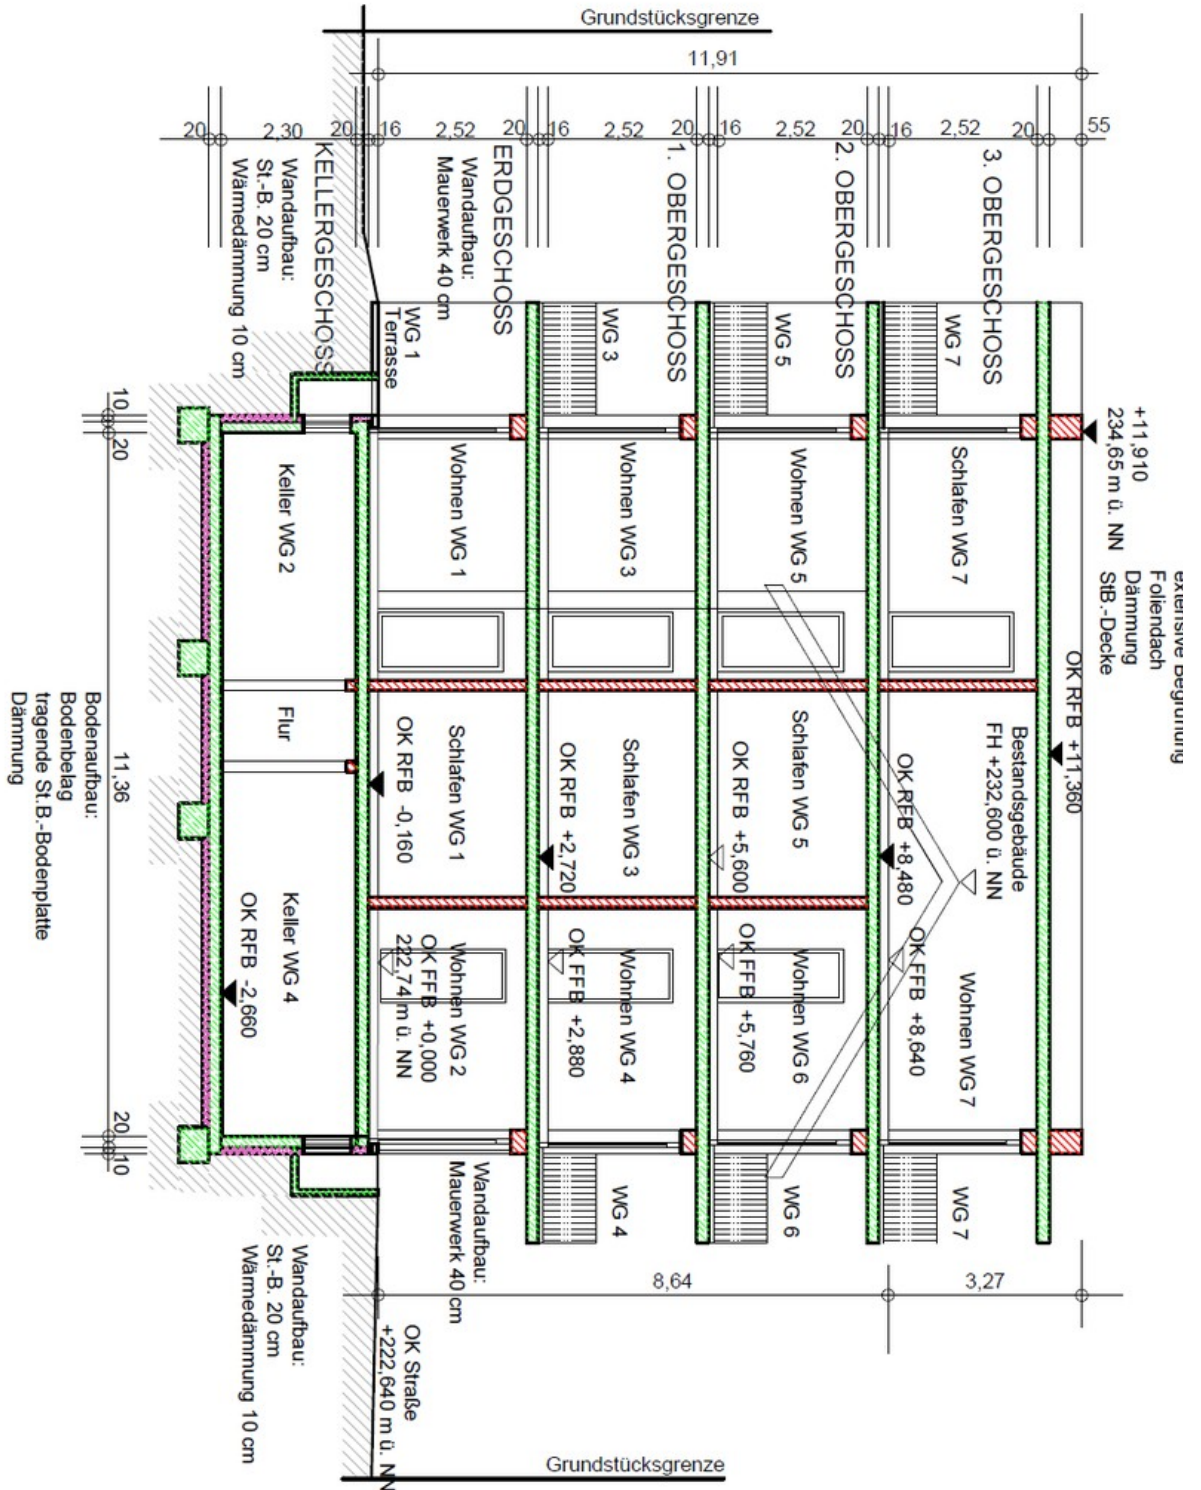 Grundstücksgrenze
11,91
20
2,30
20
16
2,52
20
16
2,52
20
16
2,52
20
16
2,52
20
55
KELLERGESCHOSS
ERDGESCHOSS
1. OBERGESCHOSS
2. OBERGESCHOSS
3. OBERGESCHOSS
Wandaufbau:
St.-B. 20 cm
Wärmedämmung 10 cm
Wandaufbau:
Mauerwerk 40 cm
WG 1
Terrasse
WG 3
WG 5
WG 7
+11,910
234,65 m ü. NN
extensive Begrünung
Foliendach
Dämmung
StB.-Decke
OK RFB +11,360
10
20
11,36
20
10
Keller WG 2
Wohnen WG 1
Wohnen WG 3
Wohnen WG 5
Schlafen WG 7
Flur
Schlafen WG 1
Schlafen WG 3
Schlafen WG 5
Bestandsgebäude
FH +232,600 ü. NN
OK RFB -0,160
OK RFB +2,720
OK RFB +5,600
OK RFB +8,480
Keller WG 4
OK RFB -2,660
Wohnen WG 2
OK FFB +0,000
222,74 m ü. NN
Wohnen WG 4
OK FFB +2,880
Wohnen WG 6
OK FFB +5,760
Wohnen WG 7
OK FFB +8,640
Bodenaufbau:
Bodenbelag
tragende St.B.-Bodenplatte
Dämmung
WG 4
WG 6
WG 7
Wandaufbau:
Mauerwerk 40 cm
Wandaufbau:
St.-B. 20 cm
Wärmedämmung 10 cm
8,64
3,27
OK Straße
+222,640 m ü. NN
Grundstücksgrenze